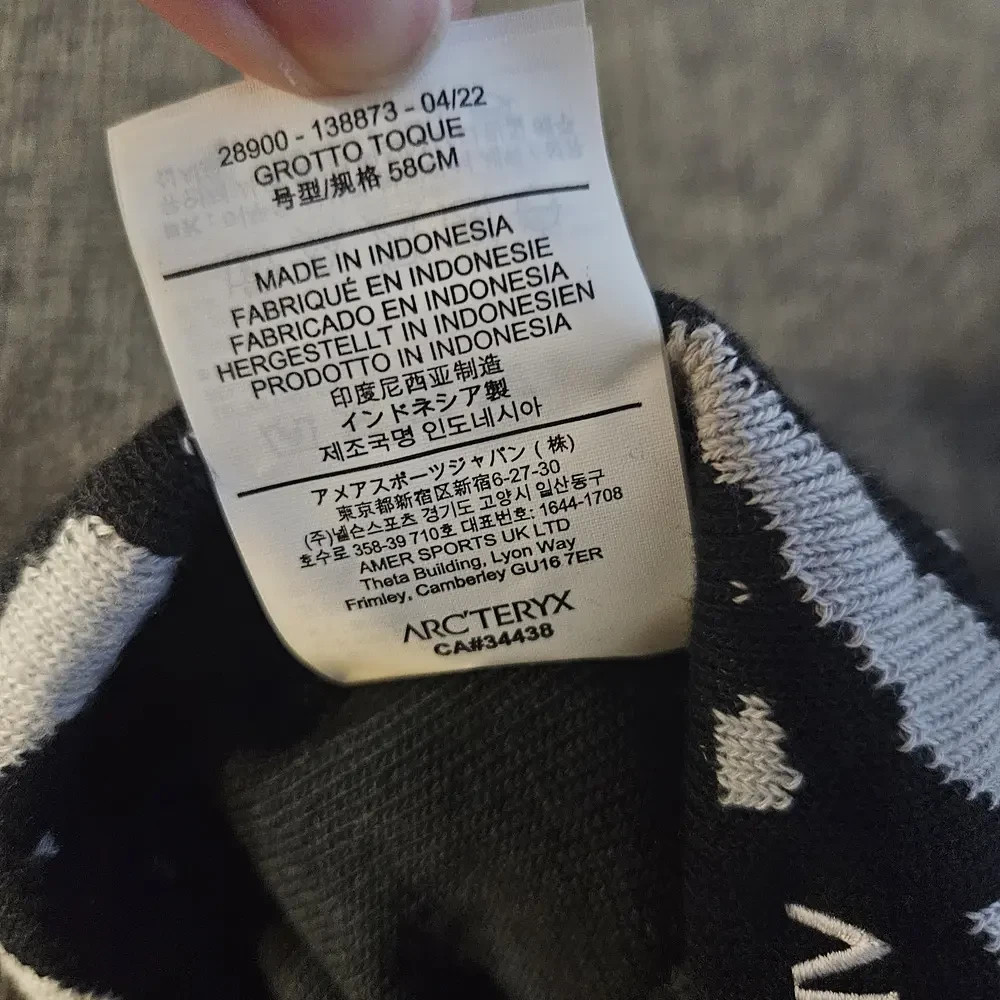 28900 - 138873 - 04/22
GROTTO TOQUE
号型/规格 58CM
MADE IN INDONESIA
FABRIQUÉ EN INDONESIE
FABRICADO EN INDONESIA
HERGESTELLT IN INDONESIEN
PRODOTTO IN INDONESIA
印度尼西亚制造
インドネシア製
제조국명 인도네시아
アメアスポーツジャパン (株)
東京都新宿区新宿6-27-30
(주)넬슨스포츠 경기도 고양시 일산동구
호수로 358-39 710호 대표번호: 1644-1708
AMER SPORTS UK LTD
Theta Building, Lyon Way
Frimley, Camberley GU16 7ER
ARC'TERYX
CA#34438